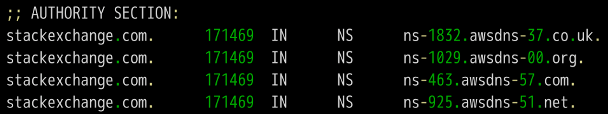 ;; AUTHORITY SECTION:
stackexchange.com. 171469 IN NS ns-1832.awsdns-37.co.uk.
stackexchange.com. 171469 IN NS ns-1029.awsdns-00.org.
stackexchange.com. 171469 IN NS ns-463.awsdns-57.com.
stackexchange.com. 171469 IN NS ns-925.awsdns-51.net.